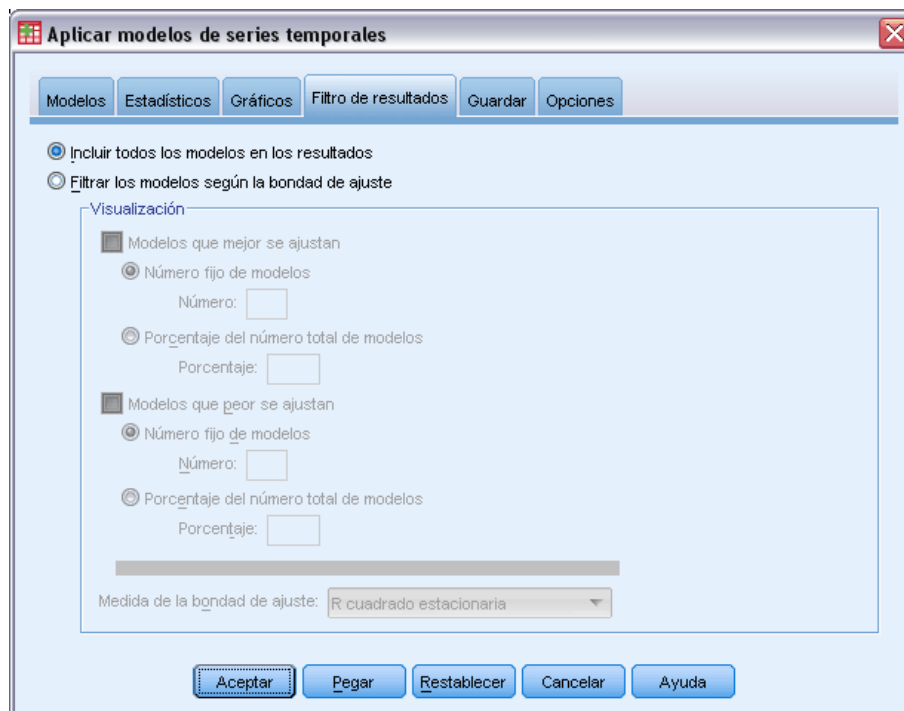 Aplicar modelos de series temporales
Modelos Estadísticos Gráficos Filtro de resultados Guardar Opciones
Incluir todos los modelos en los resultados
Filtrar los modelos según la bondad de ajuste
Visualización
Modelos que mejor se ajustan
Número fijo de modelos
Número:
Porcentaje del número total de modelos
Porcentaje:
Modelos que peor se ajustan
Número fijo de modelos
Número:
Porcentaje del número total de modelos
Porcentaje:
Medida de la bondad de ajuste: R cuadrado estacionaria
Aceptar Pegar Restablecer Cancelar Ayuda